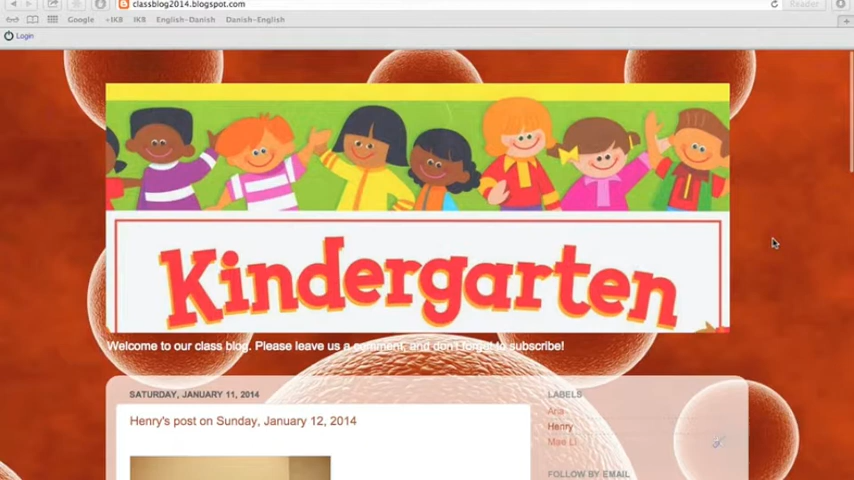 classblog2014.blogspot.com
Reader
Google +IKB IKB English-Danish Danish-English
Login
Kindergarten
Welcome to our class blog. Please leave us a comment, and don't forget to subscribe!
SATURDAY, JANUARY 11, 2014
Henry's post on Sunday, January 12, 2014
LABELS
Aria
Henry
Mae Li
FOLLOW BY EMAIL